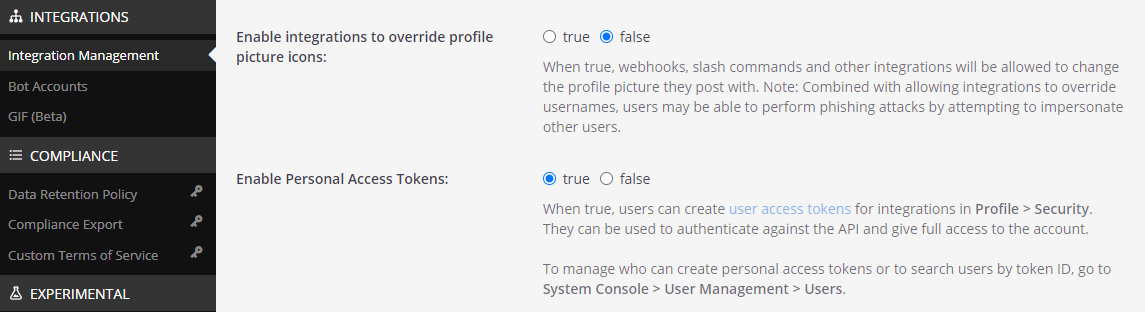 INTEGRATIONS
Integration Management
Bot Accounts
GIF (Beta)
COMPLIANCE
Data Retention Policy
Compliance Export
Custom Terms of Service
EXPERIMENTAL
Enable integrations to override profile
picture icons:
true false
When true, webhooks, slash commands and other integrations will be allowed to change
the profile picture they post with. Note: Combined with allowing integrations to override
usernames, users may be able to perform phishing attacks by attempting to impersonate
other users.
Enable Personal Access Tokens:
true false
When true, users can create user access tokens for integrations in Profile > Security.
They can be used to authenticate against the API and give full access to the account.
To manage who can create personal access tokens or to search users by token ID, go to
System Console > User Management > Users.